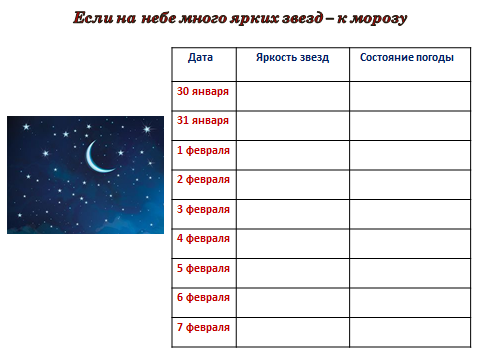 Если на небе много ярких звезд – к морозу
Дата Яркость звезд Состояние погоды
30 января
31 января
1 февраля
2 февраля
3 февраля
4 февраля
5 февраля
6 февраля
7 февраля